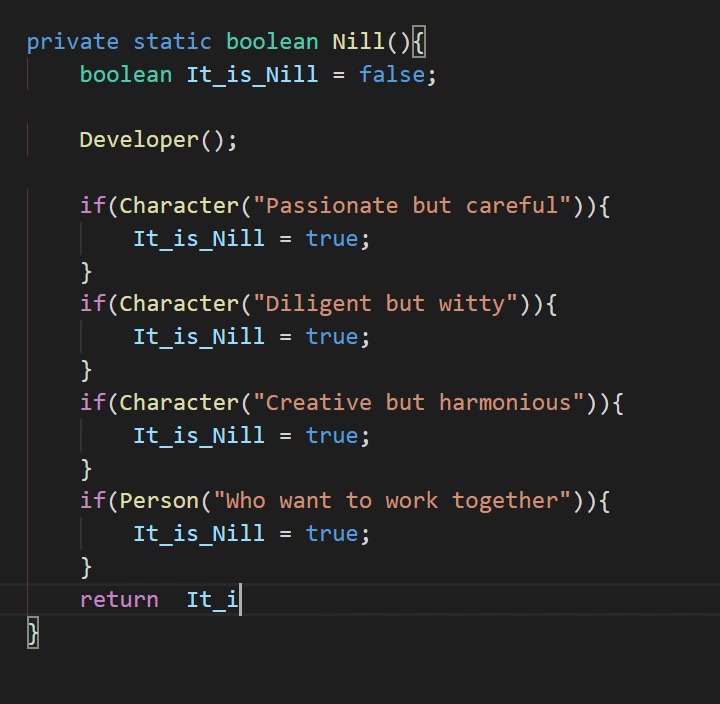 private static boolean Nill(){
    boolean It_is_Nill = false;

    Developer();

    if(Character("Passionate but careful")){
        It_is_Nill = true;
    }
    if(Character("Diligent but witty")){
        It_is_Nill = true;
    }
    if(Character("Creative but harmonious")){
        It_is_Nill = true;
    }
    if(Person("Who want to work together")){
        It_is_Nill = true;
    }
    return  It_i
}